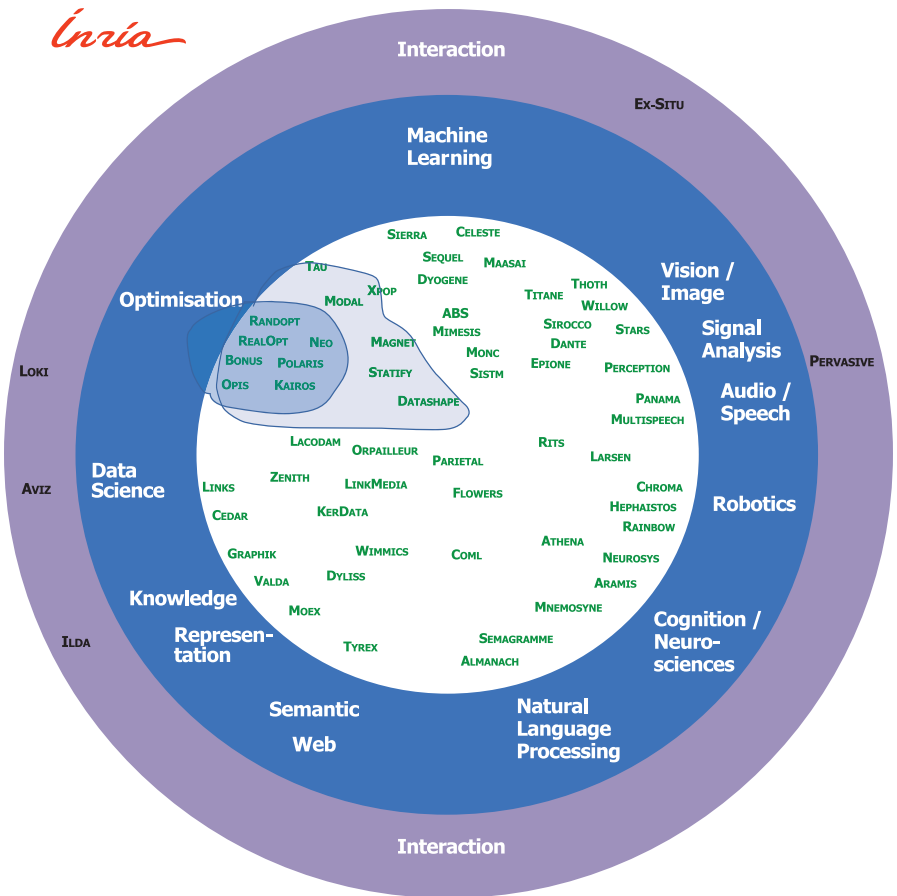 Inria
Interaction
EX-SITU
Machine
Learning
SIERRA
CELESTE
SEQUEL
MAASAI
TAU
DYOGENE
THOTH
Vision /
Image
XPOP
TITANE
MODAL
WILLOW
Optimisation
ABS
RANDOPT
SIROCCO
STARS
MIMESIS
Signal
Analysis
REALOPT
NEO
MAGNET
DANTE
MONC
BONUS
POLARIS
EPIONE
PERCEPTION
PERVASIVE
LOKI
STATIFY
SISTM
OPIS
KAIROS
Audio /
Speech
DATASHAPE
PANAMA
MULTISPEECH
LACODAM
ORPAILLEUR
RITS
PARIETAL
LARSEN
Data
Science
ZENITH
LINKMEDIA
AVIZ
LINKS
FLOWERS
CHROMA
Robotics
CEDAR
KERDATA
HEPHAISTOS
RAINBOW
ATHENA
GRAPHIK
WIMMICS
COML
NEUROSYS
VALDA
DYLISS
ARAMIS
Knowledge
MOEX
MNEMOSYNE
Cognition /
Neuro-
sciences
Represen-
tation
ILDA
TYREX
SEMAGRAMME
ALMANACH
Semantic
Web
Natural
Language
Processing
Interaction